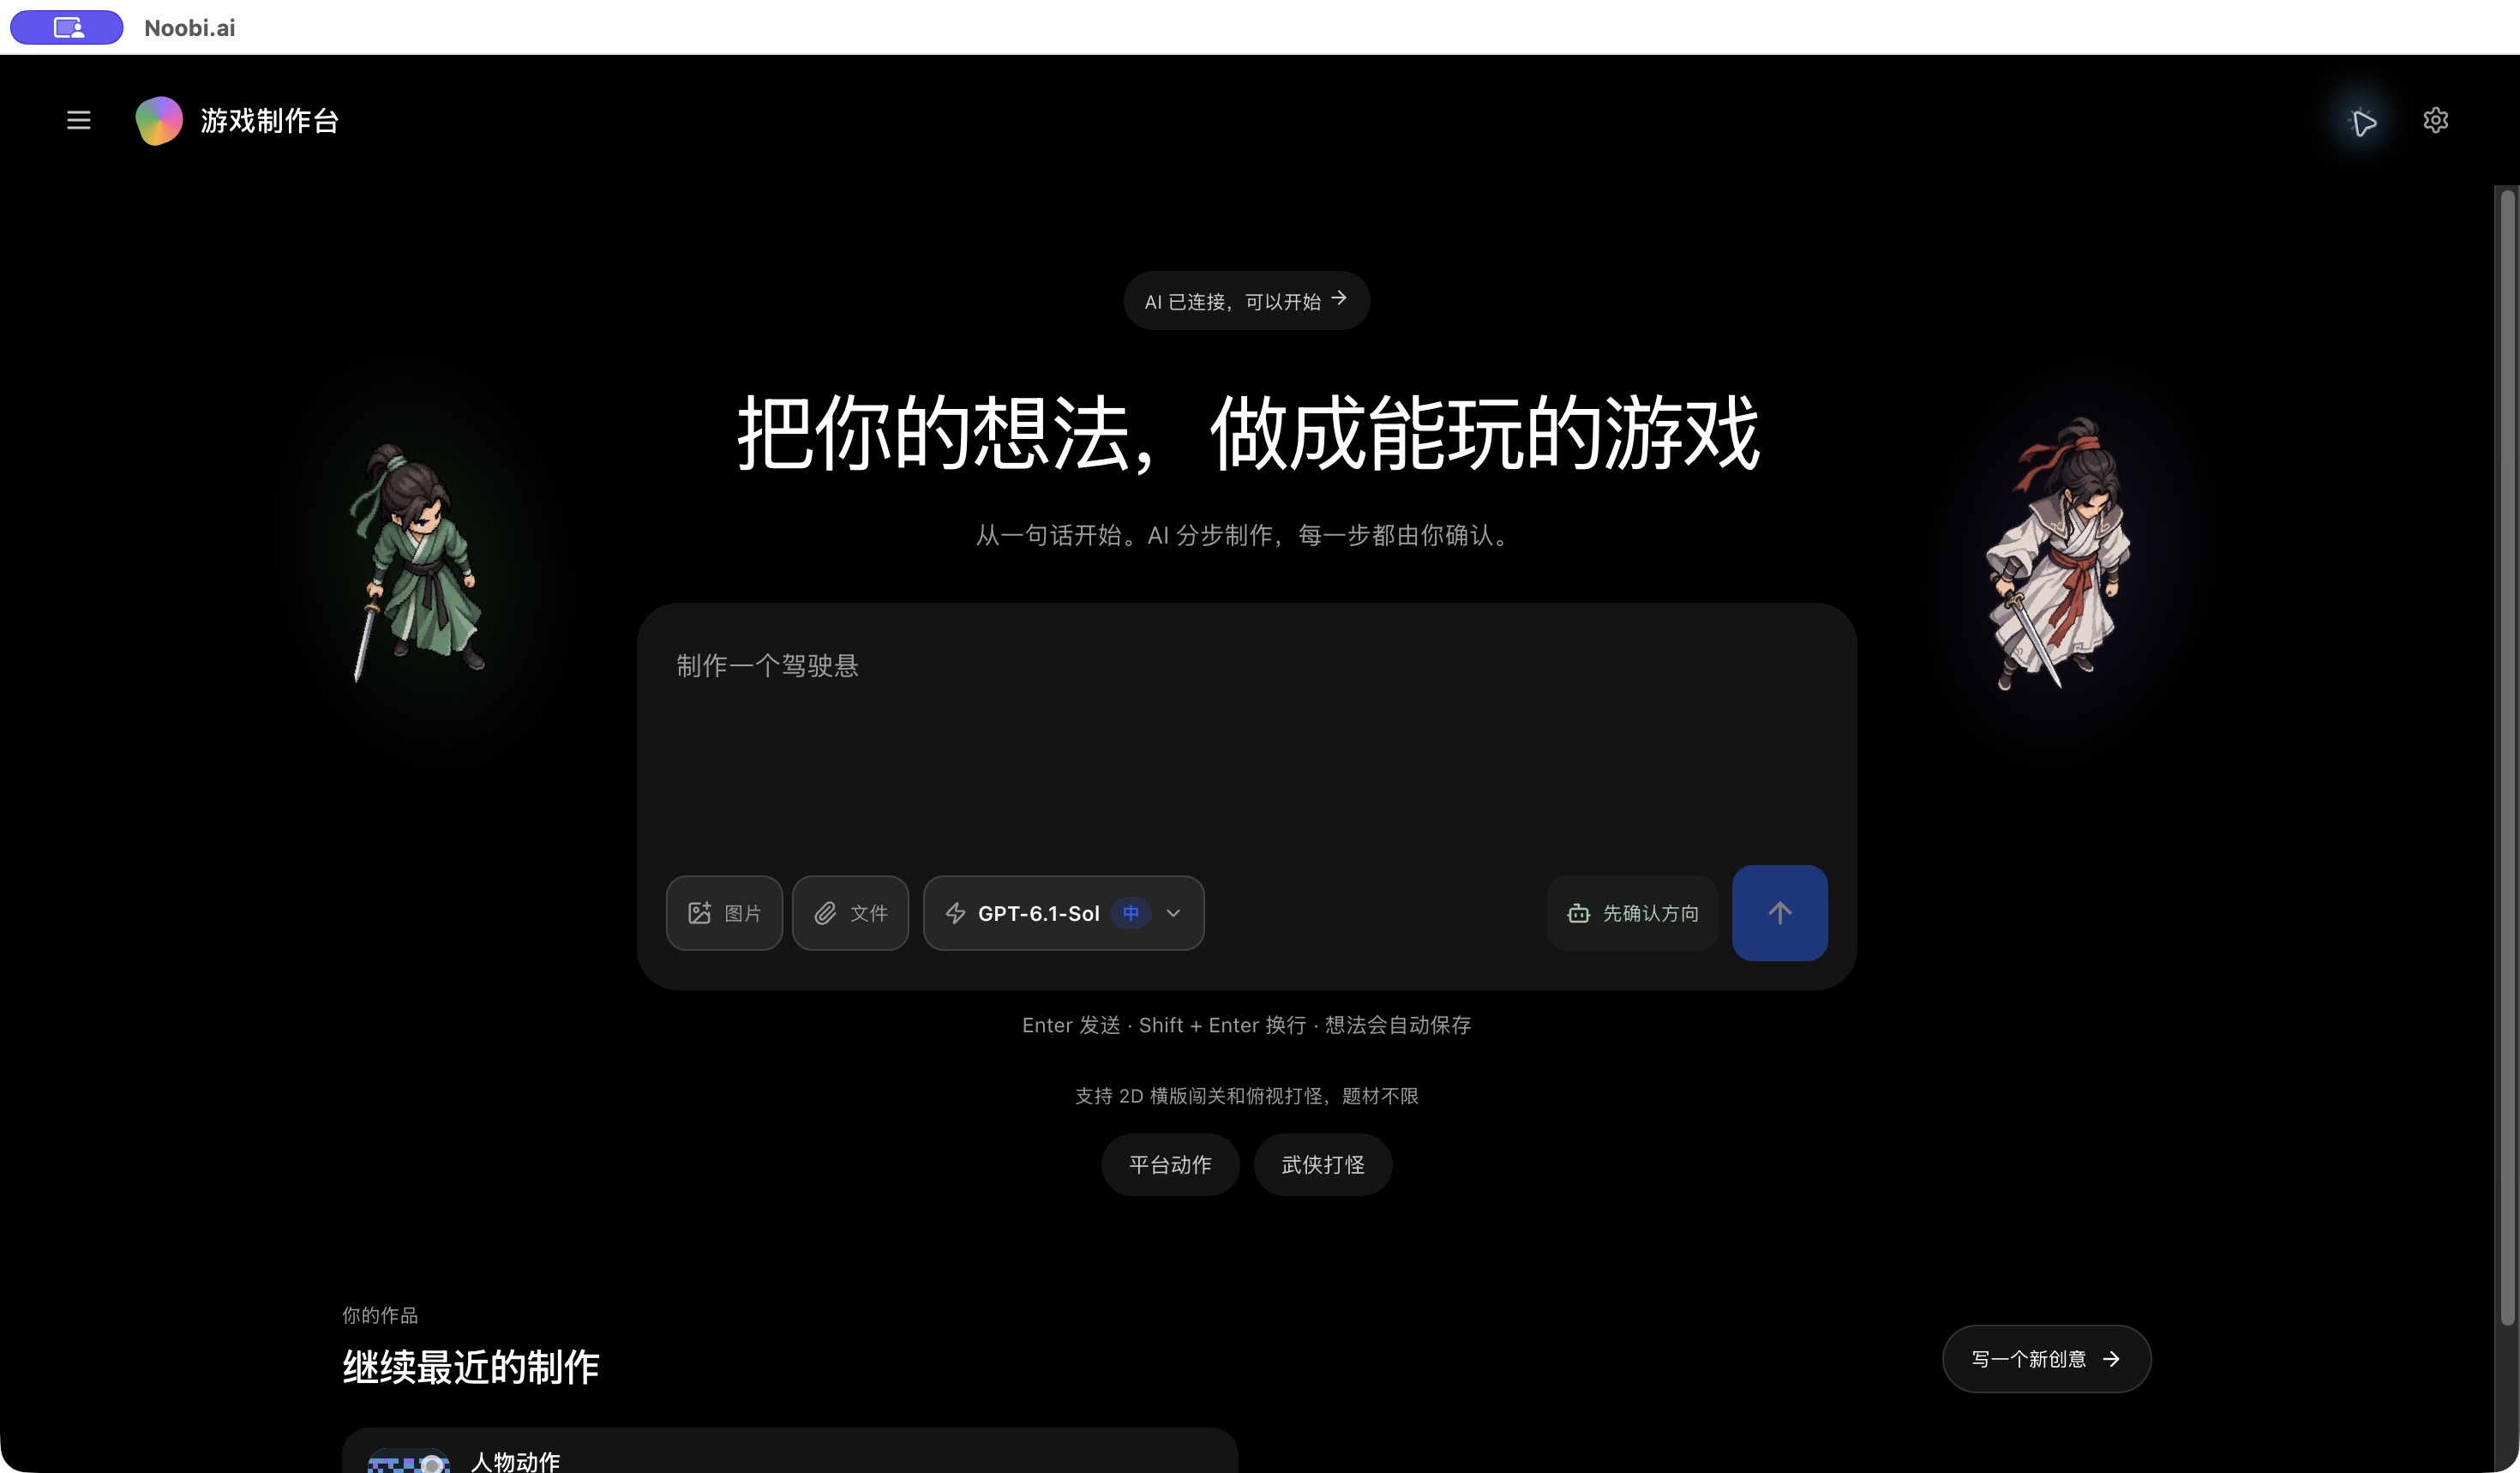 Noobi.ai
游戏制作台
AI 已连接，可以开始
把你的想法，做成能玩的游戏
从一句话开始。AI 分步制作，每一步都由你确认。
制作一个驾驶悬
图片
文件
GPT-6.1-Sol 中
先确认方向
Enter 发送 · Shift + Enter 换行 · 想法会自动保存
支持 2D 横版闯关和俯视打怪，题材不限
平台动作
武侠打怪
你的作品
继续最近的制作
写一个新创意
人物动作